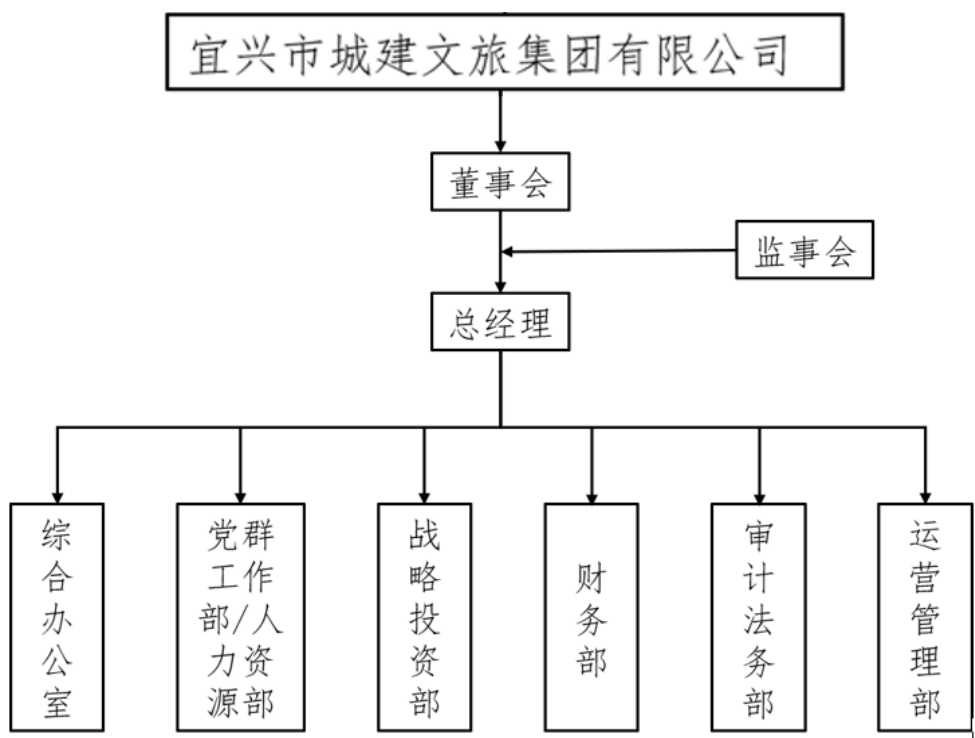 宜兴市城建文旅集团有限公司
董事会
监事会
总经理
综
合
办
公
室
党群
工作
部/人
力资
源部
战
略
投
资
部
财
务
部
审
计
法
务
部
运
营
管
理
部